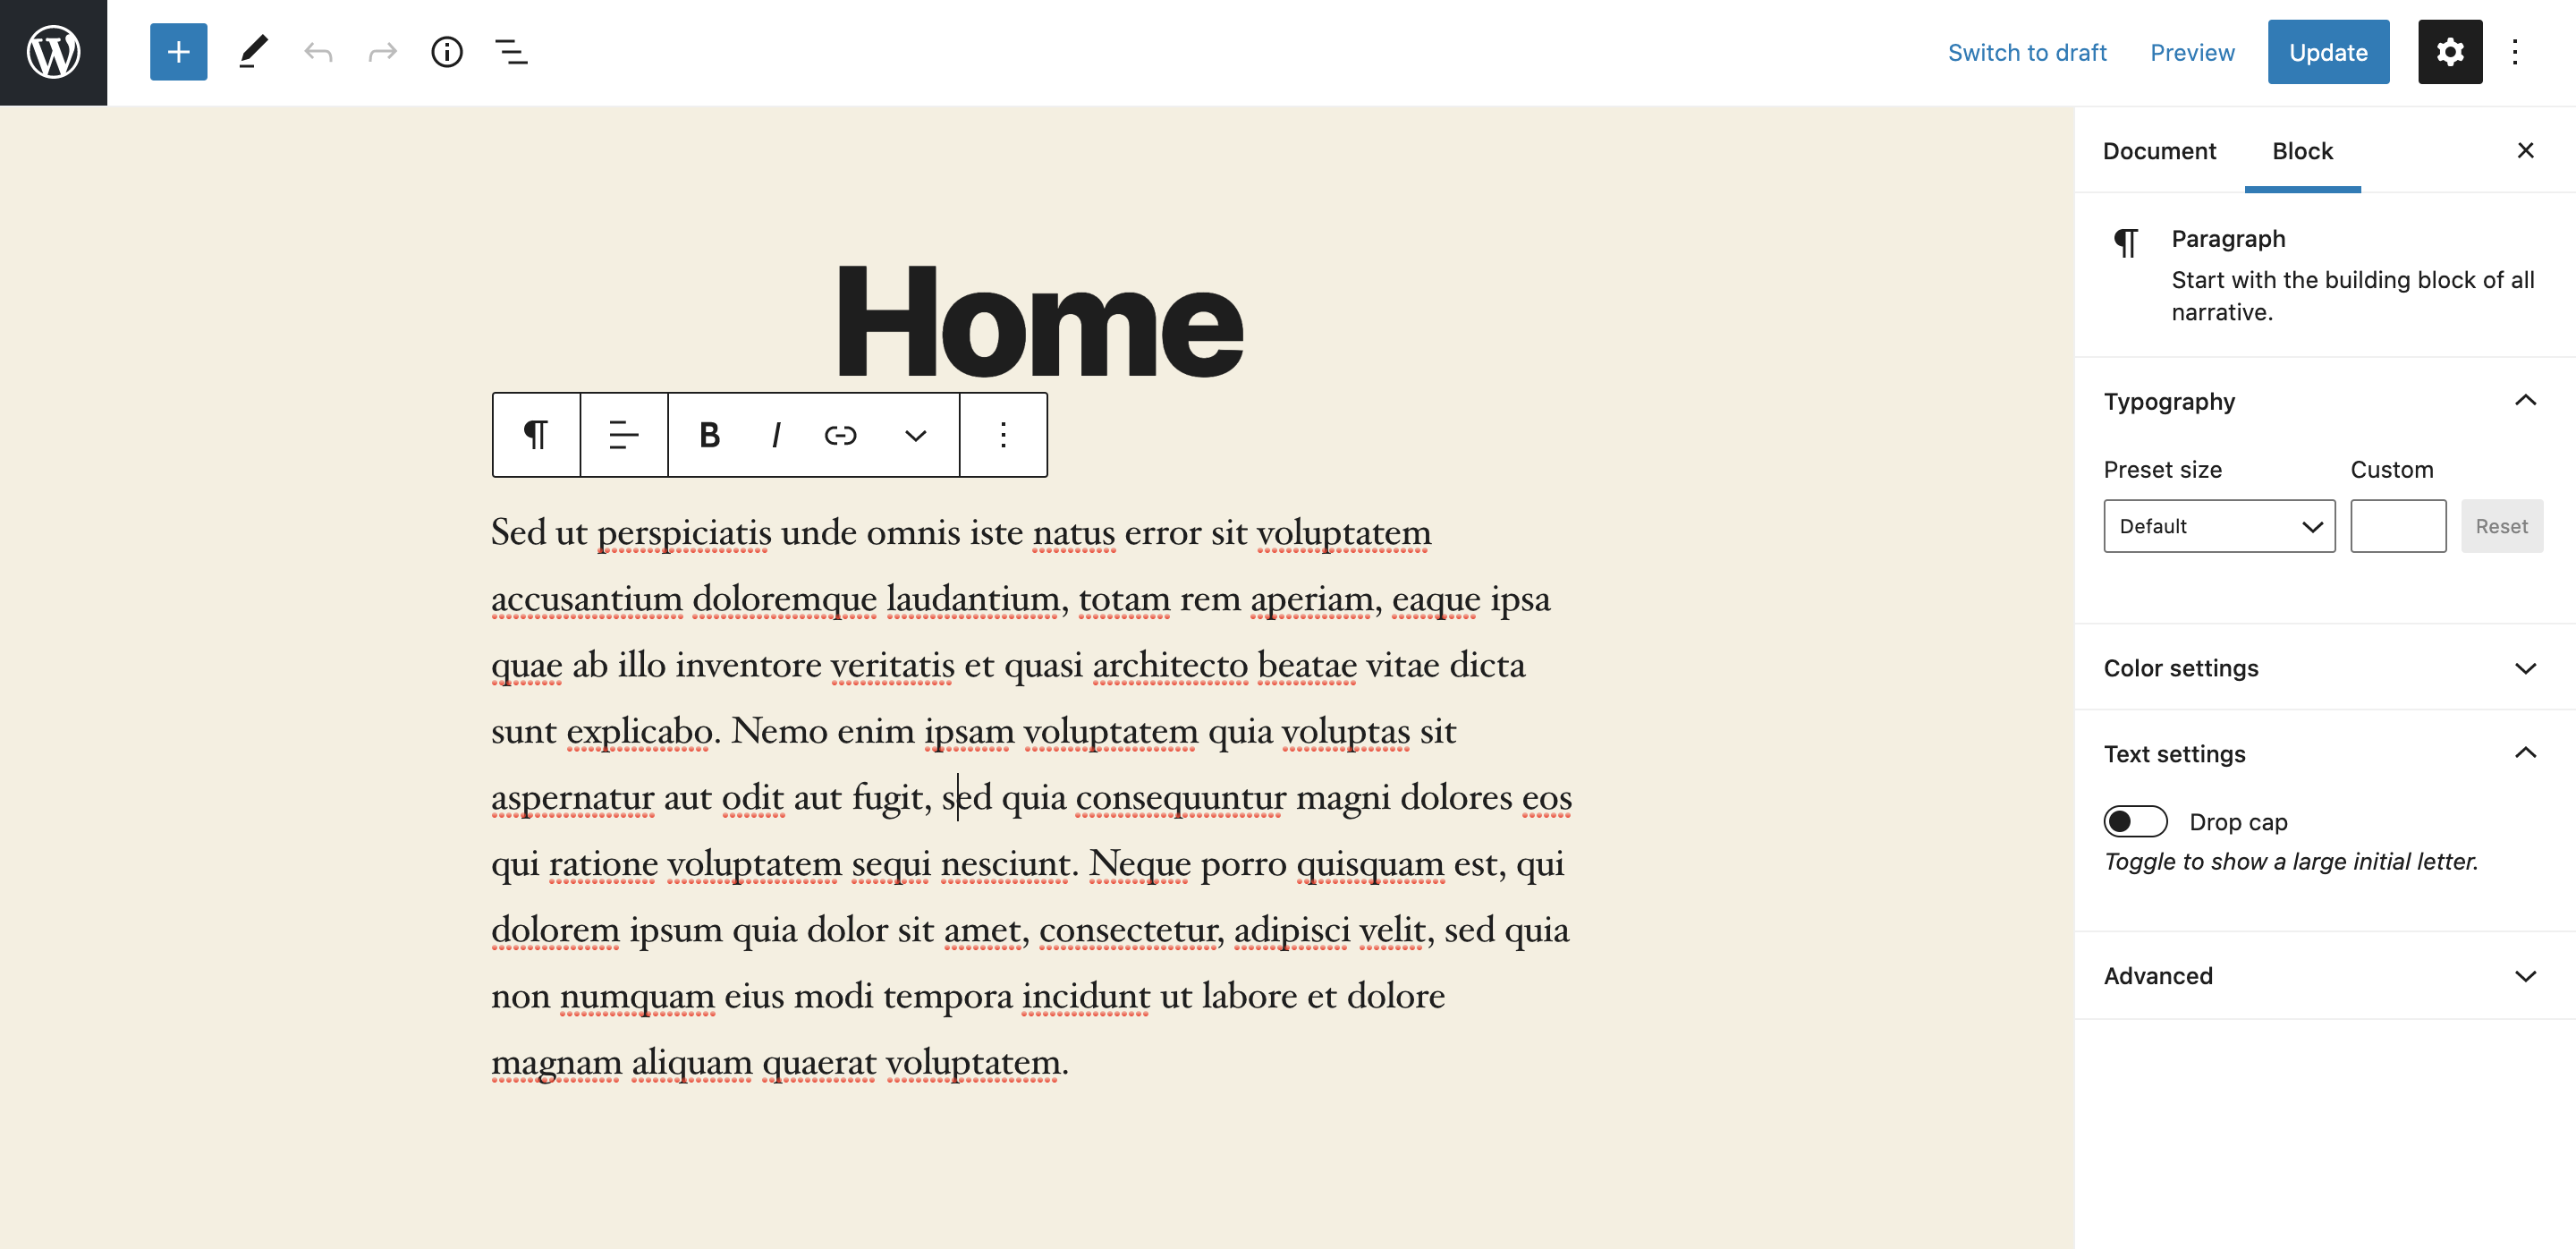 Switch to draft Preview Update
Document Block
Paragraph
Start with the building block of all
narrative.
Typography
Preset size Custom
Default Reset
Color settings
Text settings
Drop cap
Toggle to show a large initial letter.
Advanced
Home
B I
Sed ut perspiciatis unde omnis iste natus error sit voluptatem
accusantium doloremque laudantium, totam rem aperiam, eaque ipsa
quae ab illo inventore veritatis et quasi architecto beatae vitae dicta
sunt explicabo. Nemo enim ipsam voluptatem quia voluptas sit
aspernatur aut odit aut fugit, sed quia consequuntur magni dolores eos
qui ratione voluptatem sequi nesciunt. Neque porro quisquam est, qui
dolorem ipsum quia dolor sit amet, consectetur, adipisci velit, sed quia
non numquam eius modi tempora incidunt ut labore et dolore
magnam aliquam quaerat voluptatem.